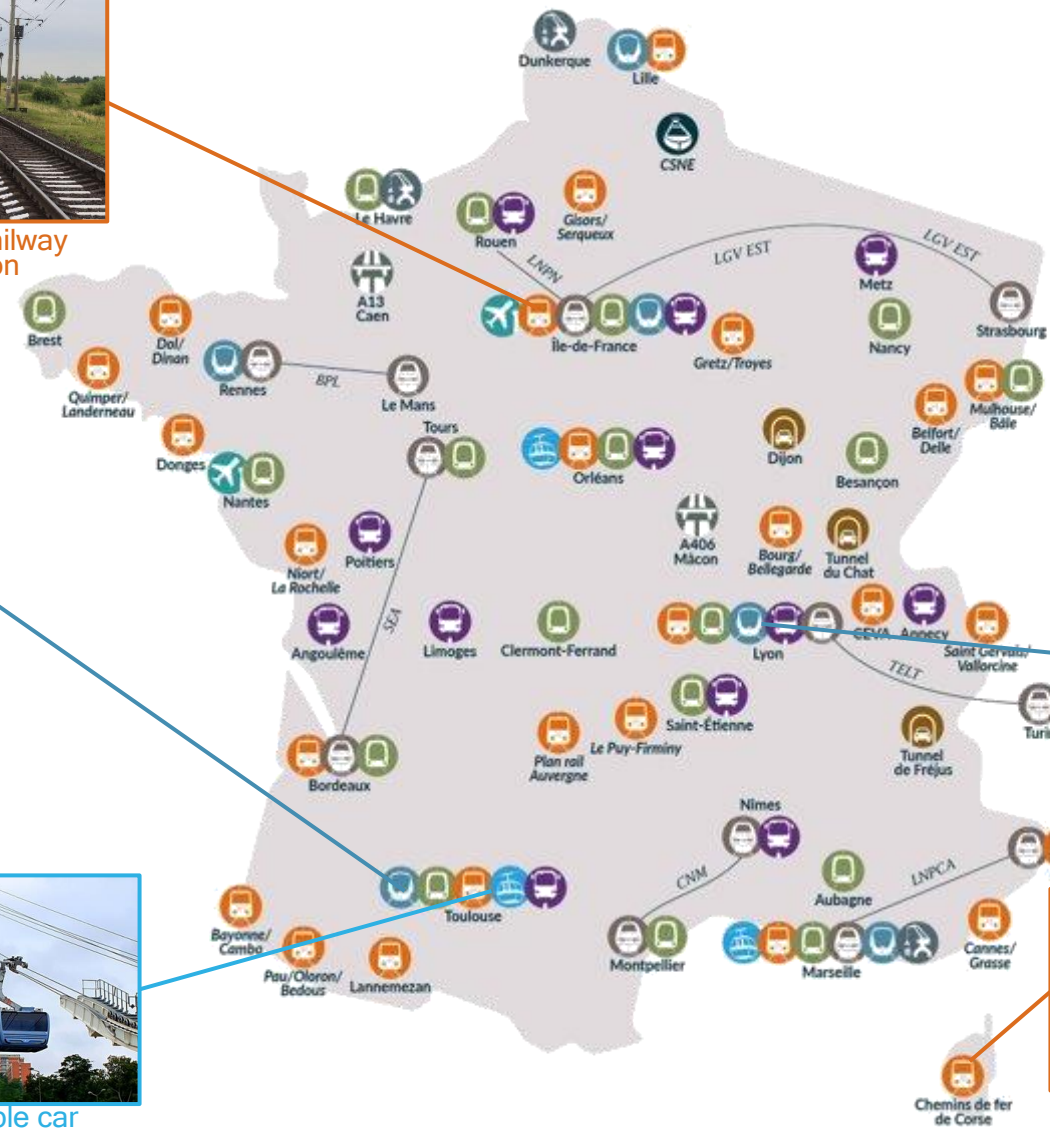 Dunkerque
Lille
CSNE
Le Havre
Rouen
Gisors/
Serqueux
LNPN
LGV EST
LGV EST
Metz
A13
Caen
Strasbourg
Brest
Dol/
Dinan
Île-de-France
Gretz/Troyes
Nancy
Rennes
BPL
Le Mans
Quimper/
Landerneau
Mulhouse/
Bâle
Tours
Belfort/
Delle
Donges
Nantes
Orléans
Dijon
Besançon
Niort/
La Rochelle
Poitiers
A406
Mâcon
Bourg/
Bellegarde
Tunnel
du Chat
SEA
Angoulême
Limoges
Clermont-Ferrand
Lyon
CEVA
Annecy
Saint Gervais/
Vallorcine
TELT
Saint-Étienne
Le Puy-Firminy
Plan rail
Auvergne
Tunnel
de Fréjus
Bordeaux
Nîmes
CNM
Aubagne
LNPCA
Toulouse
Bayonne/
Cambo
Pau/Oloron/
Bedous
Lannemezan
Montpellier
Marseille
Cannes/
Grasse
Chemins de fer
de Corse